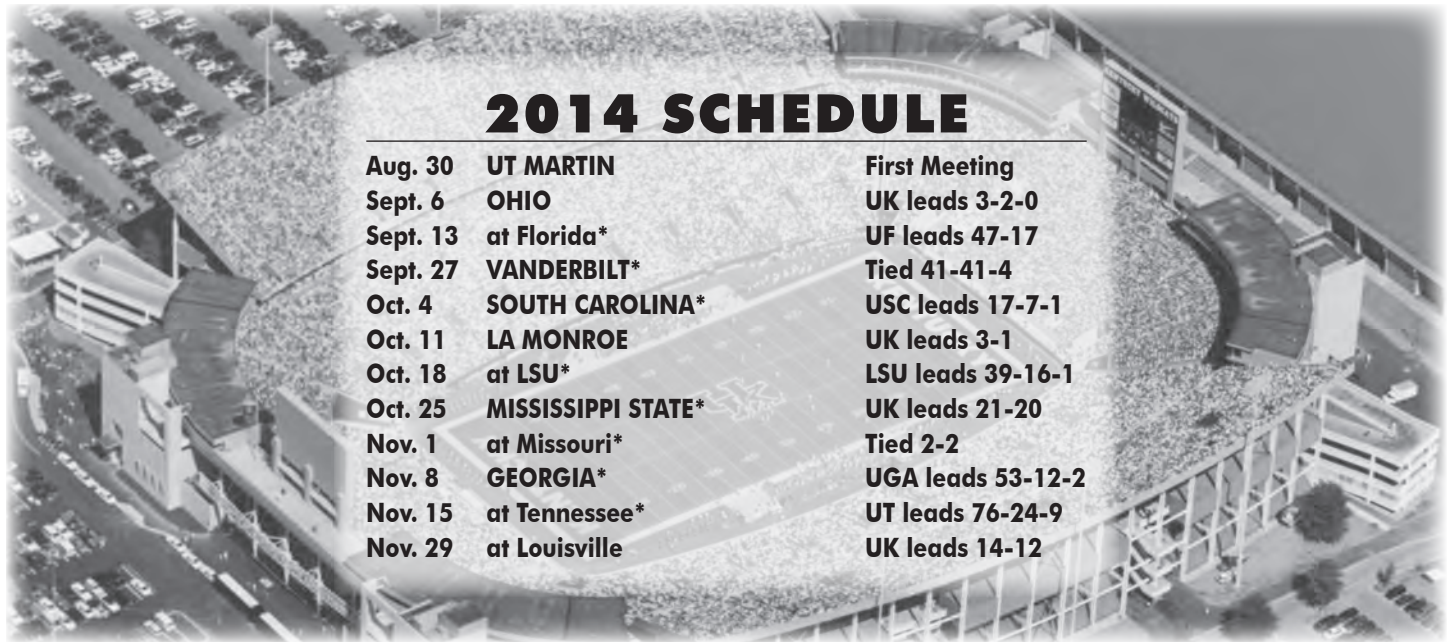 2014 SCHEDULE
Aug. 30 UT MARTIN First Meeting
Sept. 6 OHIO UK leads 3-2-0
Sept. 13 at Florida* UF leads 47-17
Sept. 27 VANDERBILT* Tied 41-41-4
Oct. 4 SOUTH CAROLINA* USC leads 17-7-1
Oct. 11 LA MONROE UK leads 3-1
Oct. 18 at LSU* LSU leads 39-16-1
Oct. 25 MISSISSIPPI STATE* UK leads 21-20
Nov. 1 at Missouri* Tied 2-2
Nov. 8 GEORGIA* UGA leads 53-12-2
Nov. 15 at Tennessee* UT leads 76-24-9
Nov. 29 at Louisville UK leads 14-12
KENTUCKY WILDCATS
UK